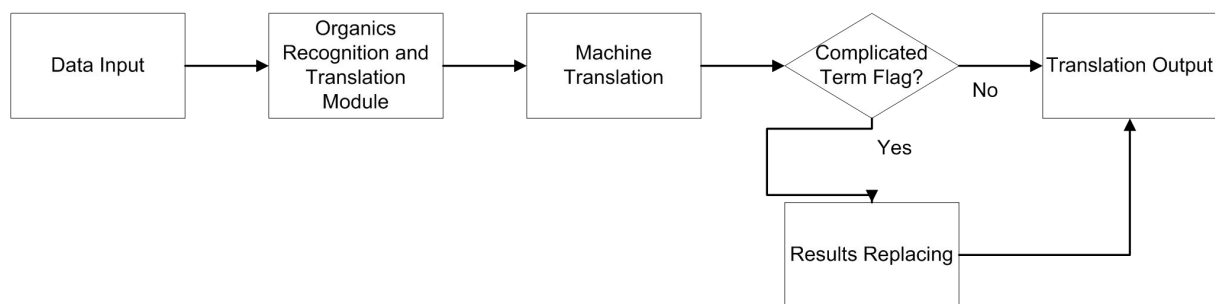 Data Input
Organics
Recognition and
Translation
Module
Machine
Translation
Complicated
Term Flag?
No
Translation Output
Yes
Results Replacing